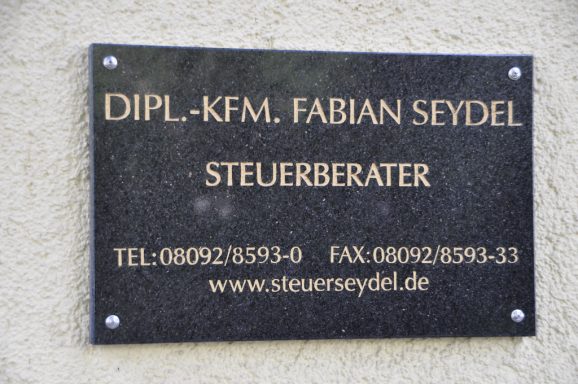 DIPL.-KFM. FABIAN SEYDEL
STEUERBERATER
TEL: 08092/8593-0 FAX: 08092/8593-33
www.steuerseydel.de